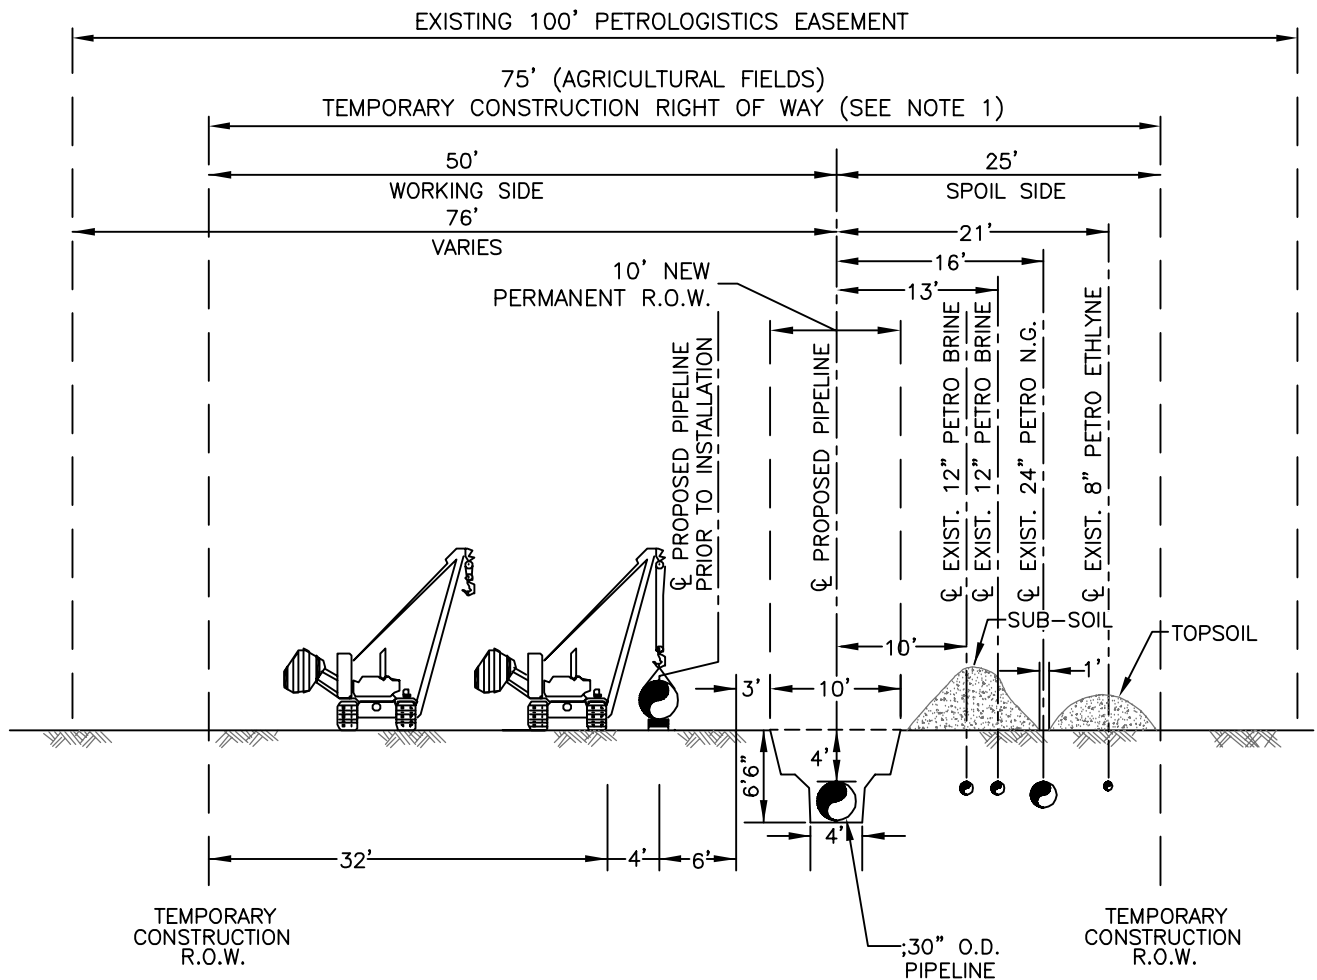 EXISTING 100' PETROLOGISTICS EASEMENT
75' (AGRICULTURAL FIELDS)
TEMPORARY CONSTRUCTION RIGHT OF WAY (SEE NOTE 1)
50'
WORKING SIDE
25'
SPOIL SIDE
76'
VARIES
21'
16'
13'
10' NEW
PERMANENT R.O.W.
℄ PROPOSED PIPELINE
PRIOR TO INSTALLATION
℄ PROPOSED PIPELINE
℄ EXIST. 12" PETRO BRINE
℄ EXIST. 12" PETRO BRINE
℄ EXIST. 24" PETRO N.G.
℄ EXIST. 8" PETRO ETHLYNE
SUB-SOIL
TOPSOIL
10'
3'
10'
1'
4'
6'6"
4'
32'
4'
6'
TEMPORARY
CONSTRUCTION
R.O.W.
;30" O.D.
PIPELINE
TEMPORARY
CONSTRUCTION
R.O.W.